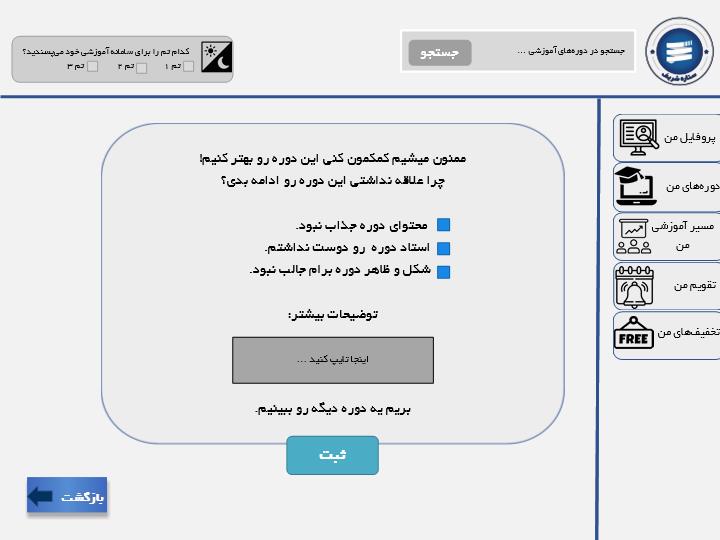 ستاره شریف
جستجو در دوره‌های آموزشی ...
جستجو
کدام تم را برای سامانه آموزشی خود می‌پسندید؟
تم ۱
تم ۲
تم ۳
پروفایل من
دوره‌های من
مسیر آموزشی
من
تقویم من
FREE
تخفیف‌های من
ممنون میشیم کمکمون کنی این دوره رو بهتر کنیم!
چرا علاقه نداشتی این دوره رو ادامه بدی؟
محتوای دوره جذاب نبود.
استاد دوره رو دوست نداشتم.
شکل و ظاهر دوره برام جالب نبود.
توضیحات بیشتر:
اینجا تایپ کنید ...
بریم یه دوره دیگه رو ببینیم.
ثبت
بازگشت